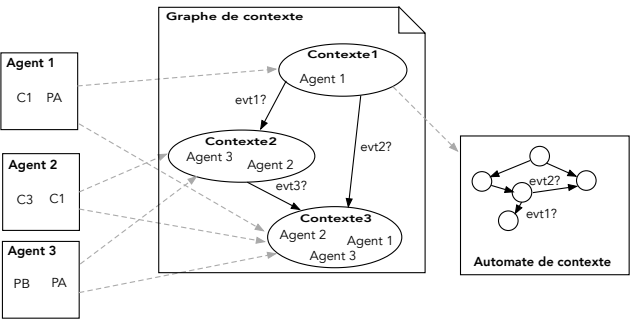 Graphe de contexte
Agent 1
C1 PA
Agent 2
C3 C1
Agent 3
PB PA
Contexte1
Agent 1
evt1?
evt2?
Contexte2
Agent 3 Agent 2
evt3?
Contexte3
Agent 2 Agent 1
Agent 3
evt2?
evt1?
Automate de contexte